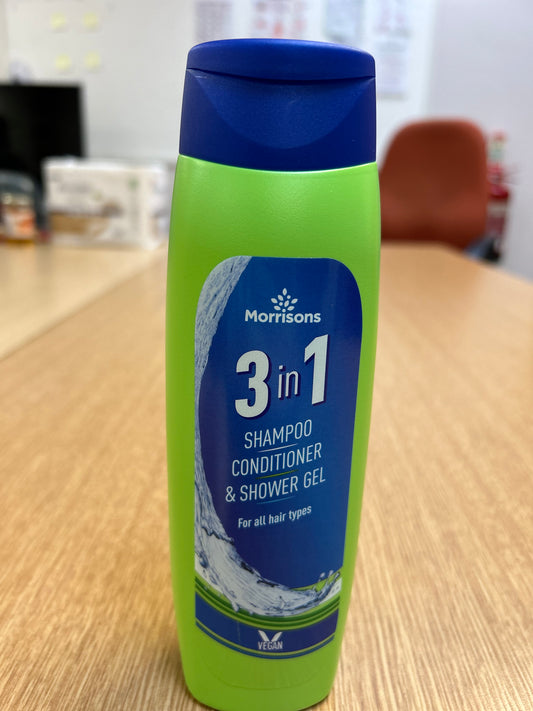 Morrisons
3 in 1
SHAMPOO
CONDITIONER
& SHOWER GEL
For all hair types
VEGAN